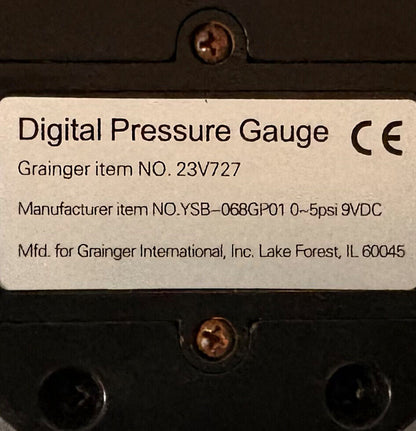 Digital Pressure Gauge CE
Grainger item NO. 23V727
Manufacturer item NO.YSB-068GP01 0~5psi 9VDC
Mfd. for Grainger International, Inc. Lake Forest, IL 60045